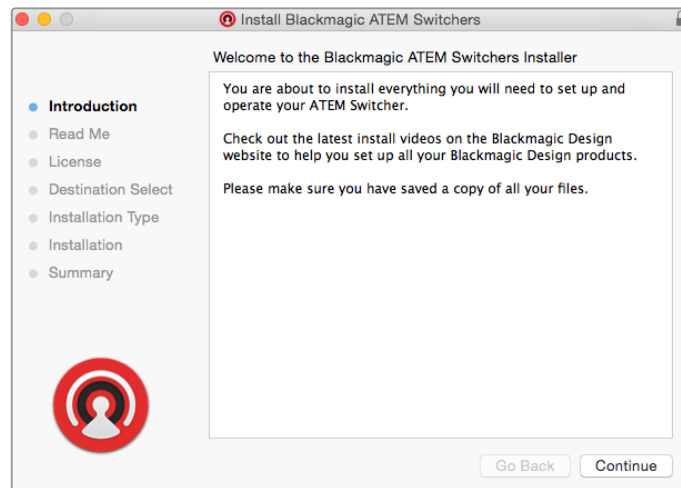 Install Blackmagic ATEM Switchers
Welcome to the Blackmagic ATEM Switchers Installer
Introduction
Read Me
License
Destination Select
Installation Type
Installation
Summary
You are about to install everything you will need to set up and
operate your ATEM Switcher.
Check out the latest install videos on the Blackmagic Design
website to help you set up all your Blackmagic Design products.
Please make sure you have saved a copy of all your files.
Go Back
Continue